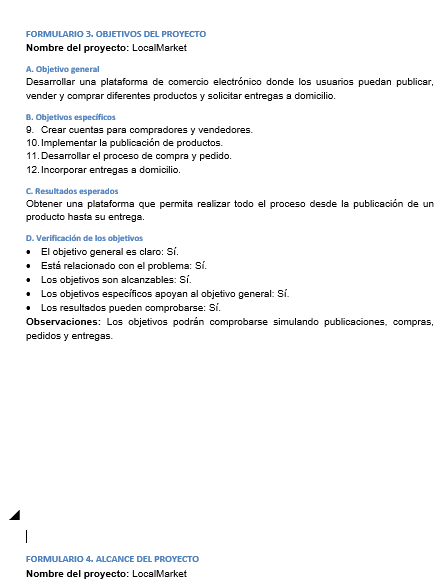 FORMULARIO 3. OBJETIVOS DEL PROYECTO
Nombre del proyecto: LocalMarket
A. Objetivo general
Desarrollar una plataforma de comercio electrónico donde los usuarios puedan publicar,
vender y comprar diferentes productos y solicitar entregas a domicilio.
B. Objetivos específicos
9. Crear cuentas para compradores y vendedores.
10. Implementar la publicación de productos.
11. Desarrollar el proceso de compra y pedido.
12. Incorporar entregas a domicilio.
C. Resultados esperados
Obtener una plataforma que permita realizar todo el proceso desde la publicación de un
producto hasta su entrega.
D. Verificación de los objetivos
• El objetivo general es claro: Sí.
• Está relacionado con el problema: Sí.
• Los objetivos son alcanzables: Sí.
• Los objetivos específicos apoyan al objetivo general: Sí.
• Los resultados pueden comprobarse: Sí.
Observaciones: Los objetivos podrán comprobarse simulando publicaciones, compras,
pedidos y entregas.
FORMULARIO 4. ALCANCE DEL PROYECTO
Nombre del proyecto: LocalMarket